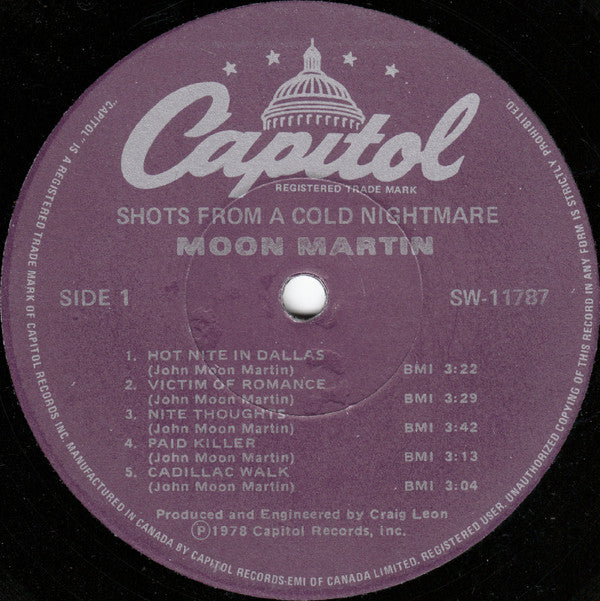 Capitol
REGISTERED TRADE MARK
SHOTS FROM A COLD NIGHTMARE
MOON MARTIN
SIDE 1
SW-11787
1. HOT NITE IN DALLAS
(John Moon Martin) BMI 3:22
2. VICTIM OF ROMANCE
(John Moon Martin) BMI 3:29
3. NITE THOUGHTS
(John Moon Martin) BMI 3:42
4. PAID KILLER
(John Moon Martin) BMI 3:13
5. CADILLAC WALK
(John Moon Martin) BMI 3:04
Produced and Engineered by Craig Leon
Ⓟ1978 Capitol Records, Inc.
"CAPITOL" IS A REGISTERED TRADE MARK OF CAPITOL RECORDS INC. MANUFACTURED IN CANADA BY CAPITOL RECORDS-EMI OF CANADA LIMITED. REGISTERED USER. UNAUTHORIZED COPYING OF THIS RECORD IN ANY FORM IS STRICTLY PROHIBITED